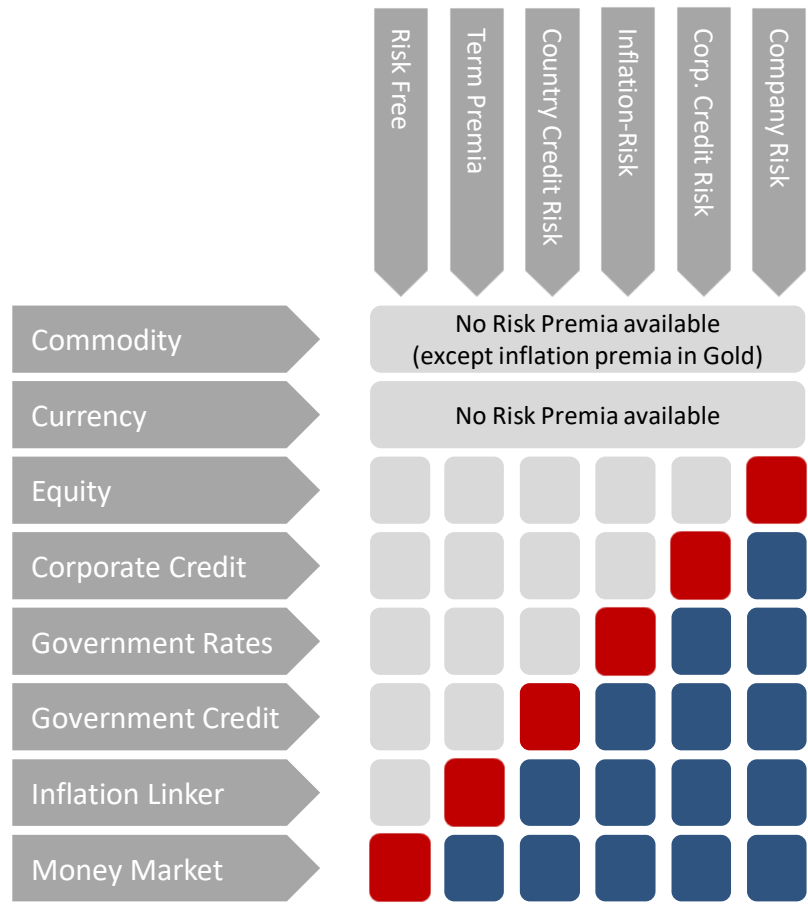 Risk Free
Term Premia
Country Credit Risk
Inflation-Risk
Corp. Credit Risk
Company Risk
Commodity
No Risk Premia available
(except inflation premia in Gold)
Currency
No Risk Premia available
Equity
Corporate Credit
Government Rates
Government Credit
Inflation Linker
Money Market